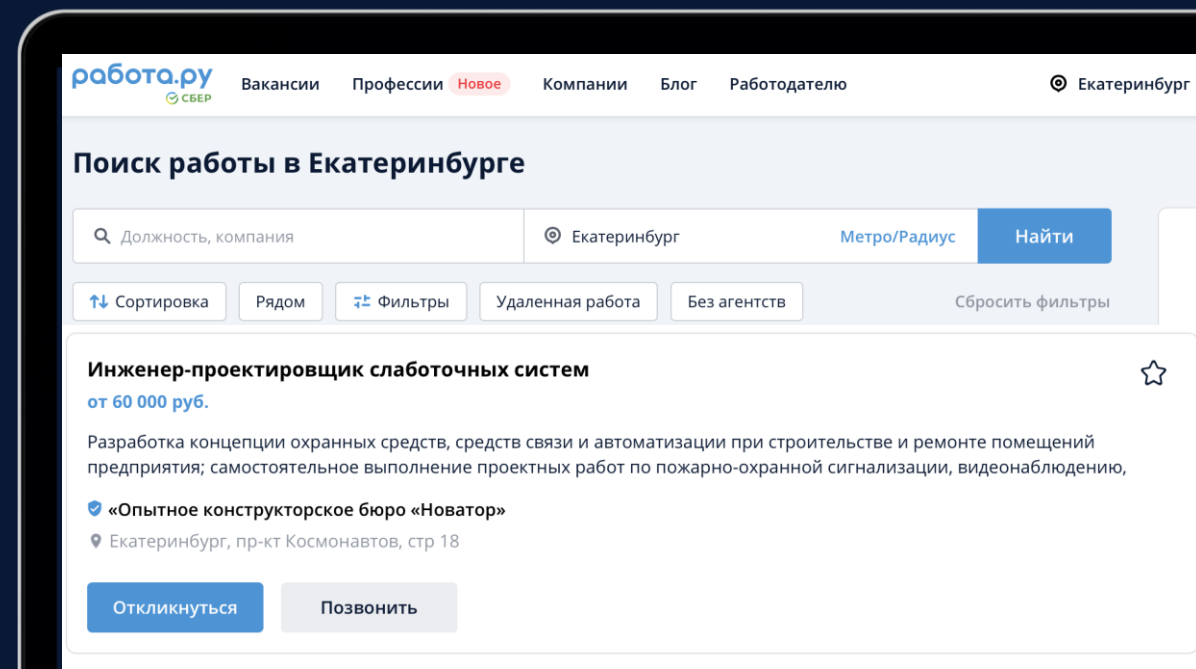 работа.ру
СБЕР
Вакансии Профессии Новое Компании Блог Работодателю Екатеринбург
Поиск работы в Екатеринбурге
Должность, компания Екатеринбург Метро/Радиус Найти
Сортировка Рядом Фильтры Удаленная работа Без агентств Сбросить фильтры
Инженер-проектировщик слаботочных систем
от 60 000 руб.
Разработка концепции охранных средств, средств связи и автоматизации при строительстве и ремонте помещений
предприятия; самостоятельное выполнение проектных работ по пожарно-охранной сигнализации, видеонаблюдению,
«Опытное конструкторское бюро «Новатор»
Екатеринбург, пр-кт Космонавтов, стр 18
Откликнуться Позвонить